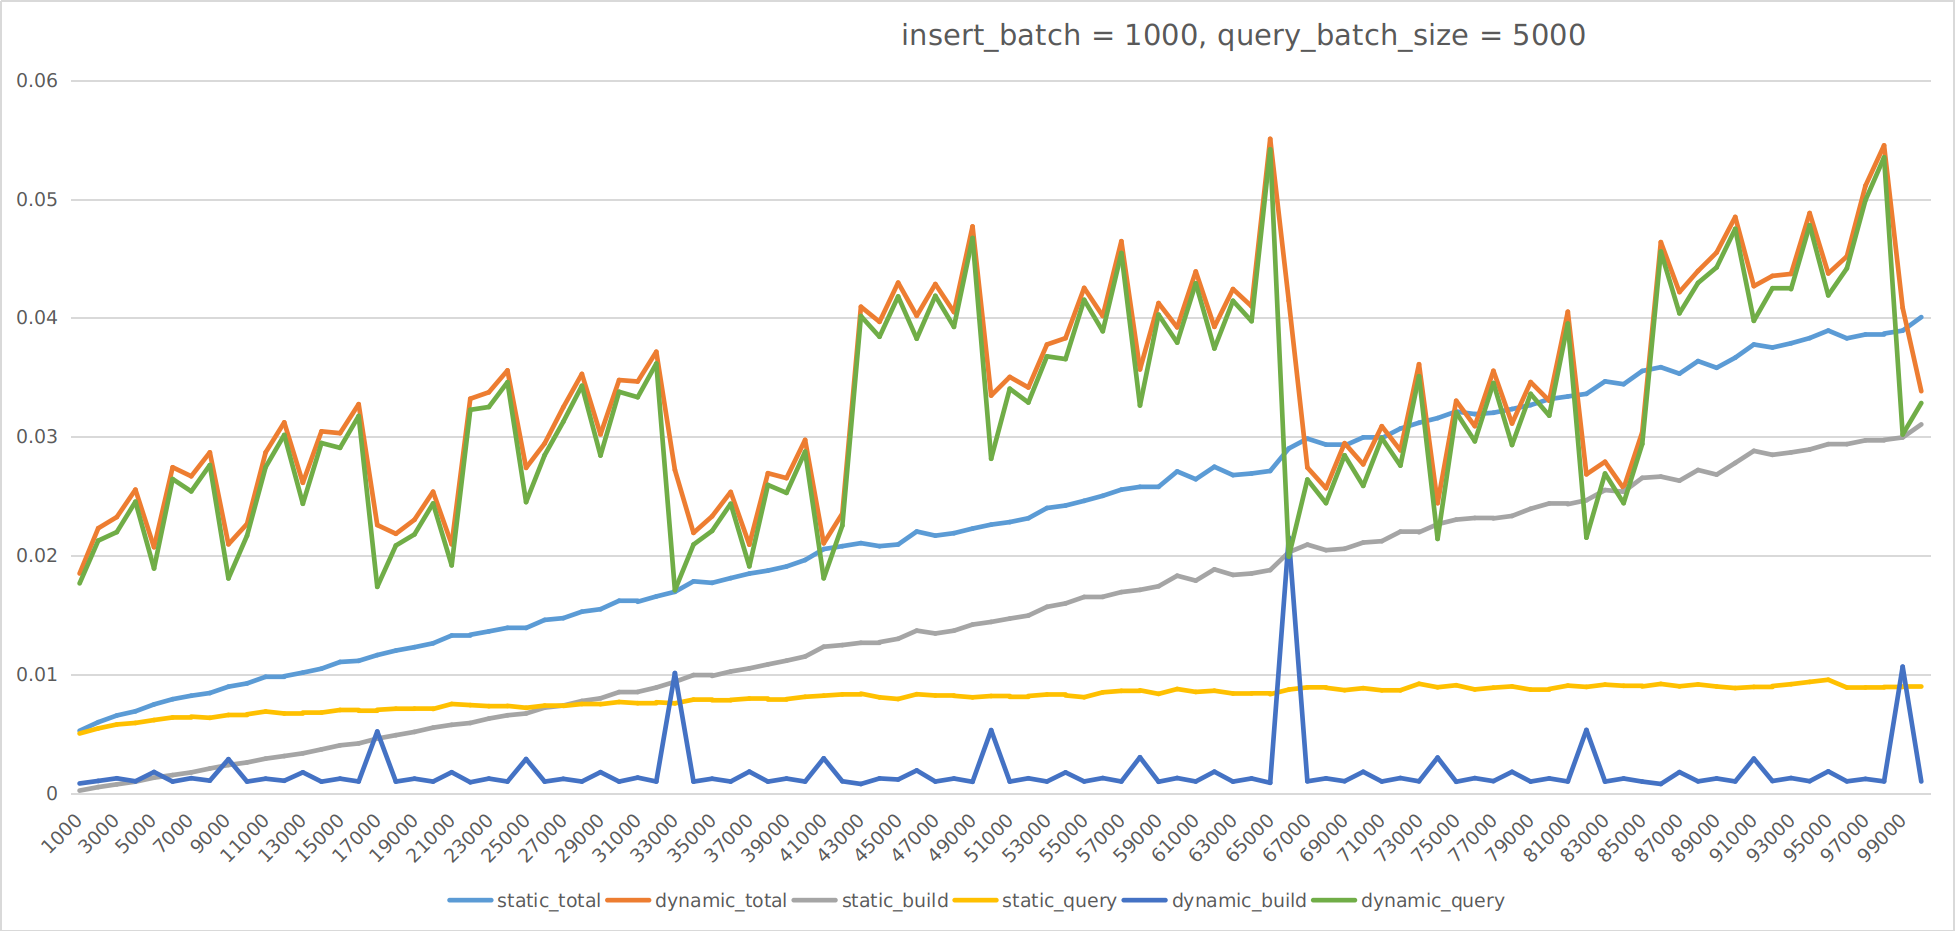 insert_batch = 1000, query_batch_size = 5000
0.06
0.05
0.04
0.03
0.02
0.01
0
1000 3000 5000 7000 9000 11000 13000 15000 17000 19000 21000 23000 25000 27000 29000 31000 33000 35000 37000 39000 41000 43000 45000 47000 49000 51000 53000 55000 57000 59000 61000 63000 65000 67000 69000 71000 73000 75000 77000 79000 81000 83000 85000 87000 89000 91000 93000 95000 97000 99000
static_total dynamic_total static_build static_query dynamic_build dynamic_query